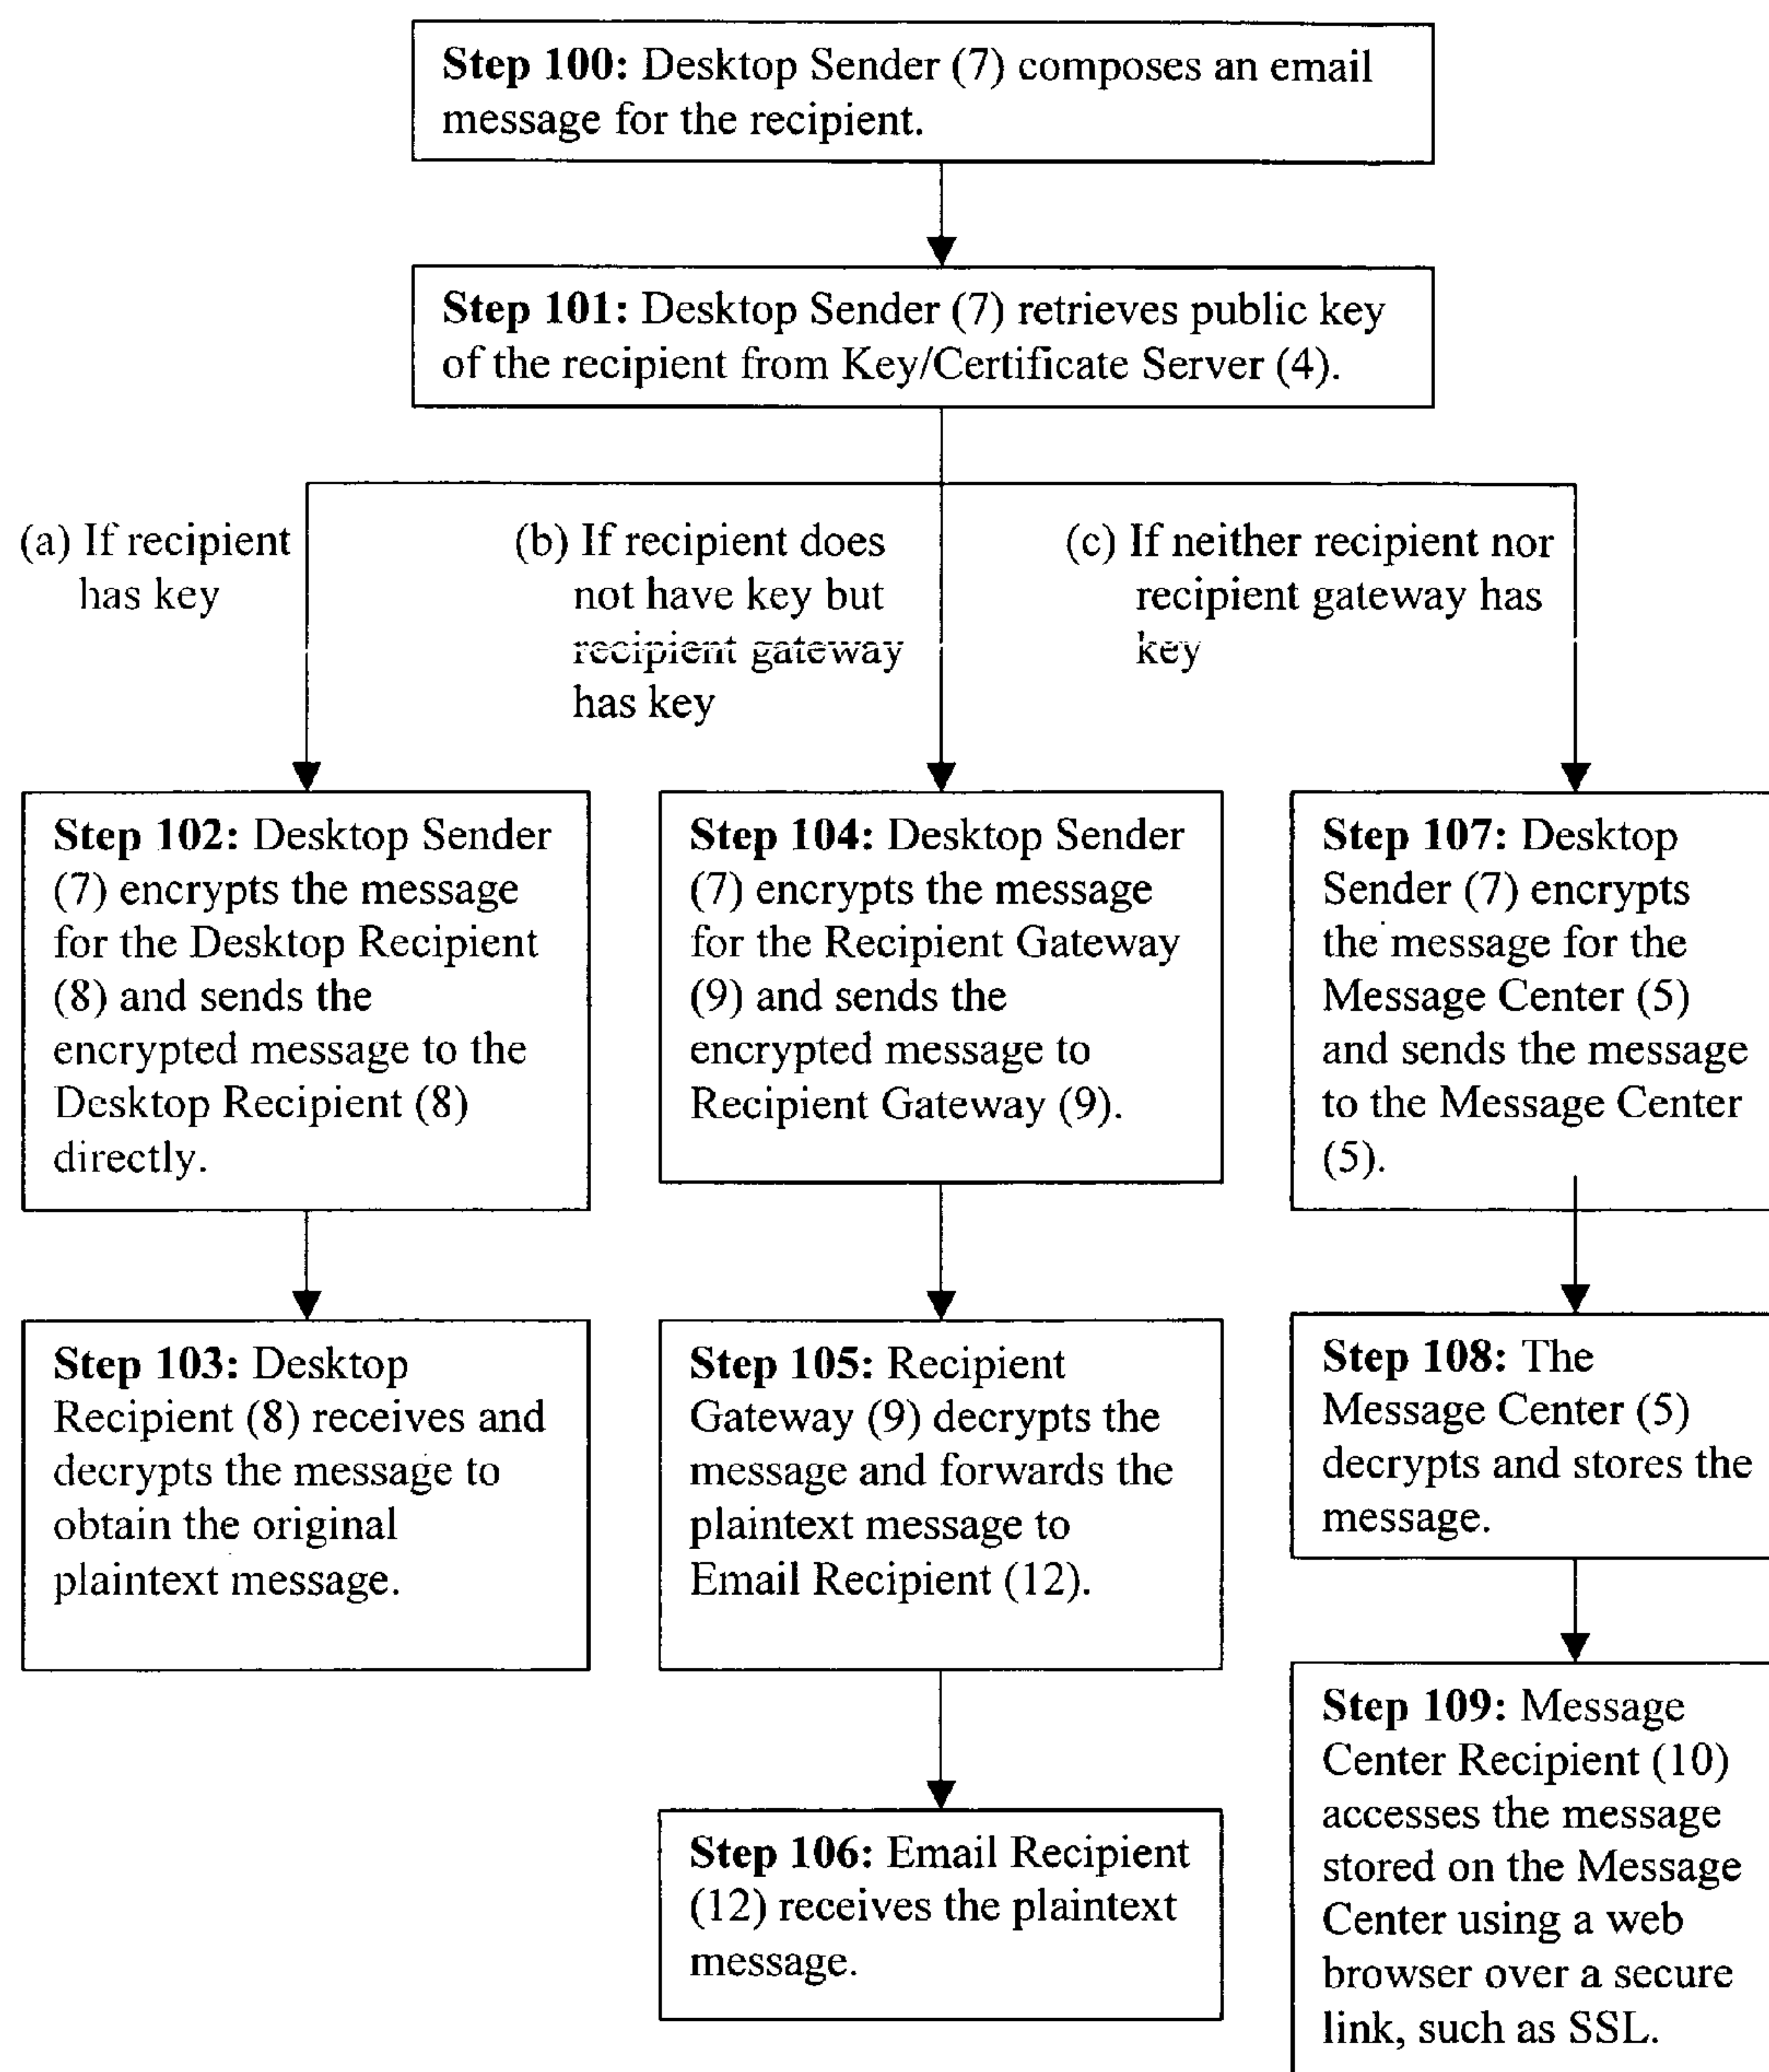 Step 100: Desktop Sender (7) composes an email
message for the recipient.
Step 101: Desktop Sender (7) retrieves public key
of the recipient from Key/Certificate Server (4).
(a) If recipient
has key
(b) If recipient does
not have key but
recipient gateway
has key
(c) If neither recipient nor
recipient gateway has
key
Step 102: Desktop Sender
(7) encrypts the message
for the Desktop Recipient
(8) and sends the
encrypted message to the
Desktop Recipient (8)
directly.
Step 104: Desktop Sender
(7) encrypts the message
for the Recipient Gateway
(9) and sends the
encrypted message to
Recipient Gateway (9).
Step 107: Desktop
Sender (7) encrypts
the message for the
Message Center (5)
and sends the message
to the Message Center
(5).
Step 103: Desktop
Recipient (8) receives and
decrypts the message to
obtain the original
plaintext message.
Step 105: Recipient
Gateway (9) decrypts the
message and forwards the
plaintext message to
Email Recipient (12).
Step 108: The
Message Center (5)
decrypts and stores the
message.
Step 106: Email Recipient
(12) receives the plaintext
message.
Step 109: Message
Center Recipient (10)
accesses the message
stored on the Message
Center using a web
browser over a secure
link, such as SSL.